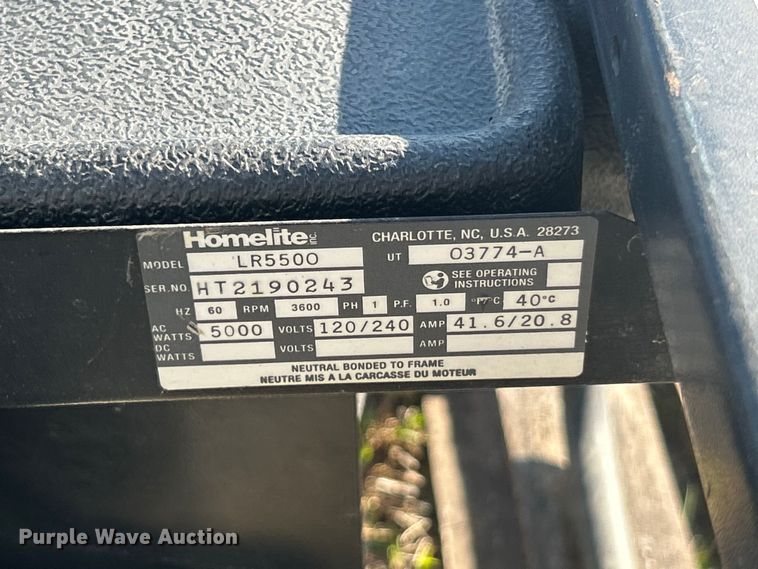 Homelite inc. CHARLOTTE, NC, U.S.A. 28273
MODEL LR5500 UT 03774-A
SER.NO. HT2190243 SEE OPERATING INSTRUCTIONS
HZ 60 RPM 3600 PH 1 P.F. 1.0 °C 40°C
AC WATTS 5000 VOLTS 120/240 AMP 41.6/20.8
DC WATTS VOLTS AMP
NEUTRAL BONDED TO FRAME
NEUTRE MIS A LA CARCASSE DU MOTEUR
Purple Wave Auction